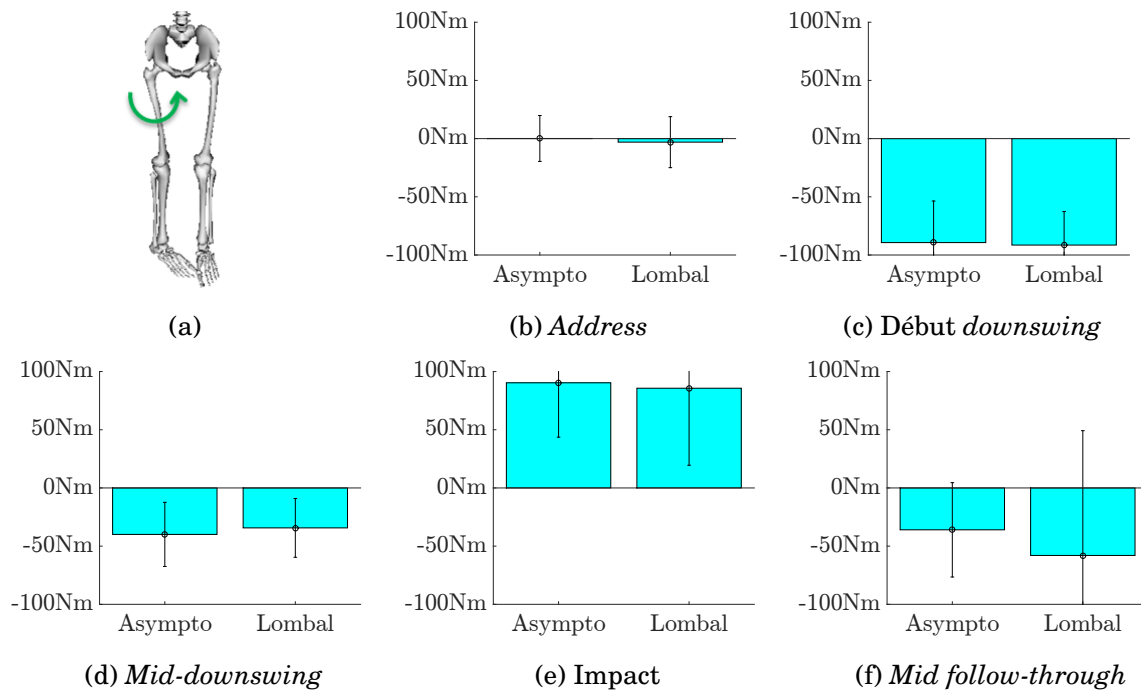 100Nm
50Nm
0Nm
-50Nm
-100Nm
Asympto Lombal
100Nm
50Nm
0Nm
-50Nm
-100Nm
Asympto Lombal
(a)
(b) Address
(c) Début downswing
100Nm
50Nm
0Nm
-50Nm
-100Nm
Asympto Lombal
100Nm
50Nm
0Nm
-50Nm
-100Nm
Asympto Lombal
100Nm
50Nm
0Nm
-50Nm
-100Nm
Asympto Lombal
(d) Mid-downswing
(e) Impact
(f) Mid follow-through